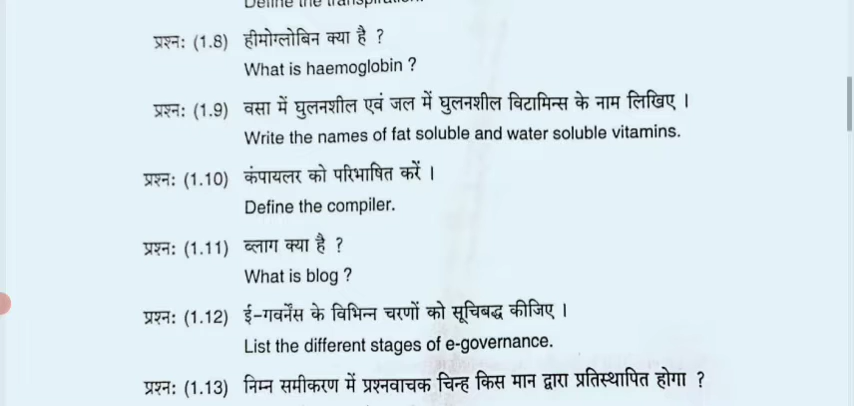 Define the transpiration.
प्रश्न: (1.8) हीमोग्लोबिन क्या है ?
What is haemoglobin ?
प्रश्न: (1.9) वसा में घुलनशील एवं जल में घुलनशील विटामिन्स के नाम लिखिए ।
Write the names of fat soluble and water soluble vitamins.
प्रश्न: (1.10) कंपायलर को परिभाषित करें ।
Define the compiler.
प्रश्न: (1.11) ब्लाग क्या है ?
What is blog ?
प्रश्न: (1.12) ई-गवर्नेंस के विभिन्न चरणों को सूचिबद्ध कीजिए ।
List the different stages of e-governance.
प्रश्न: (1.13) निम्न समीकरण में प्रश्नवाचक चिन्ह किस मान द्वारा प्रतिस्थापित होगा ?